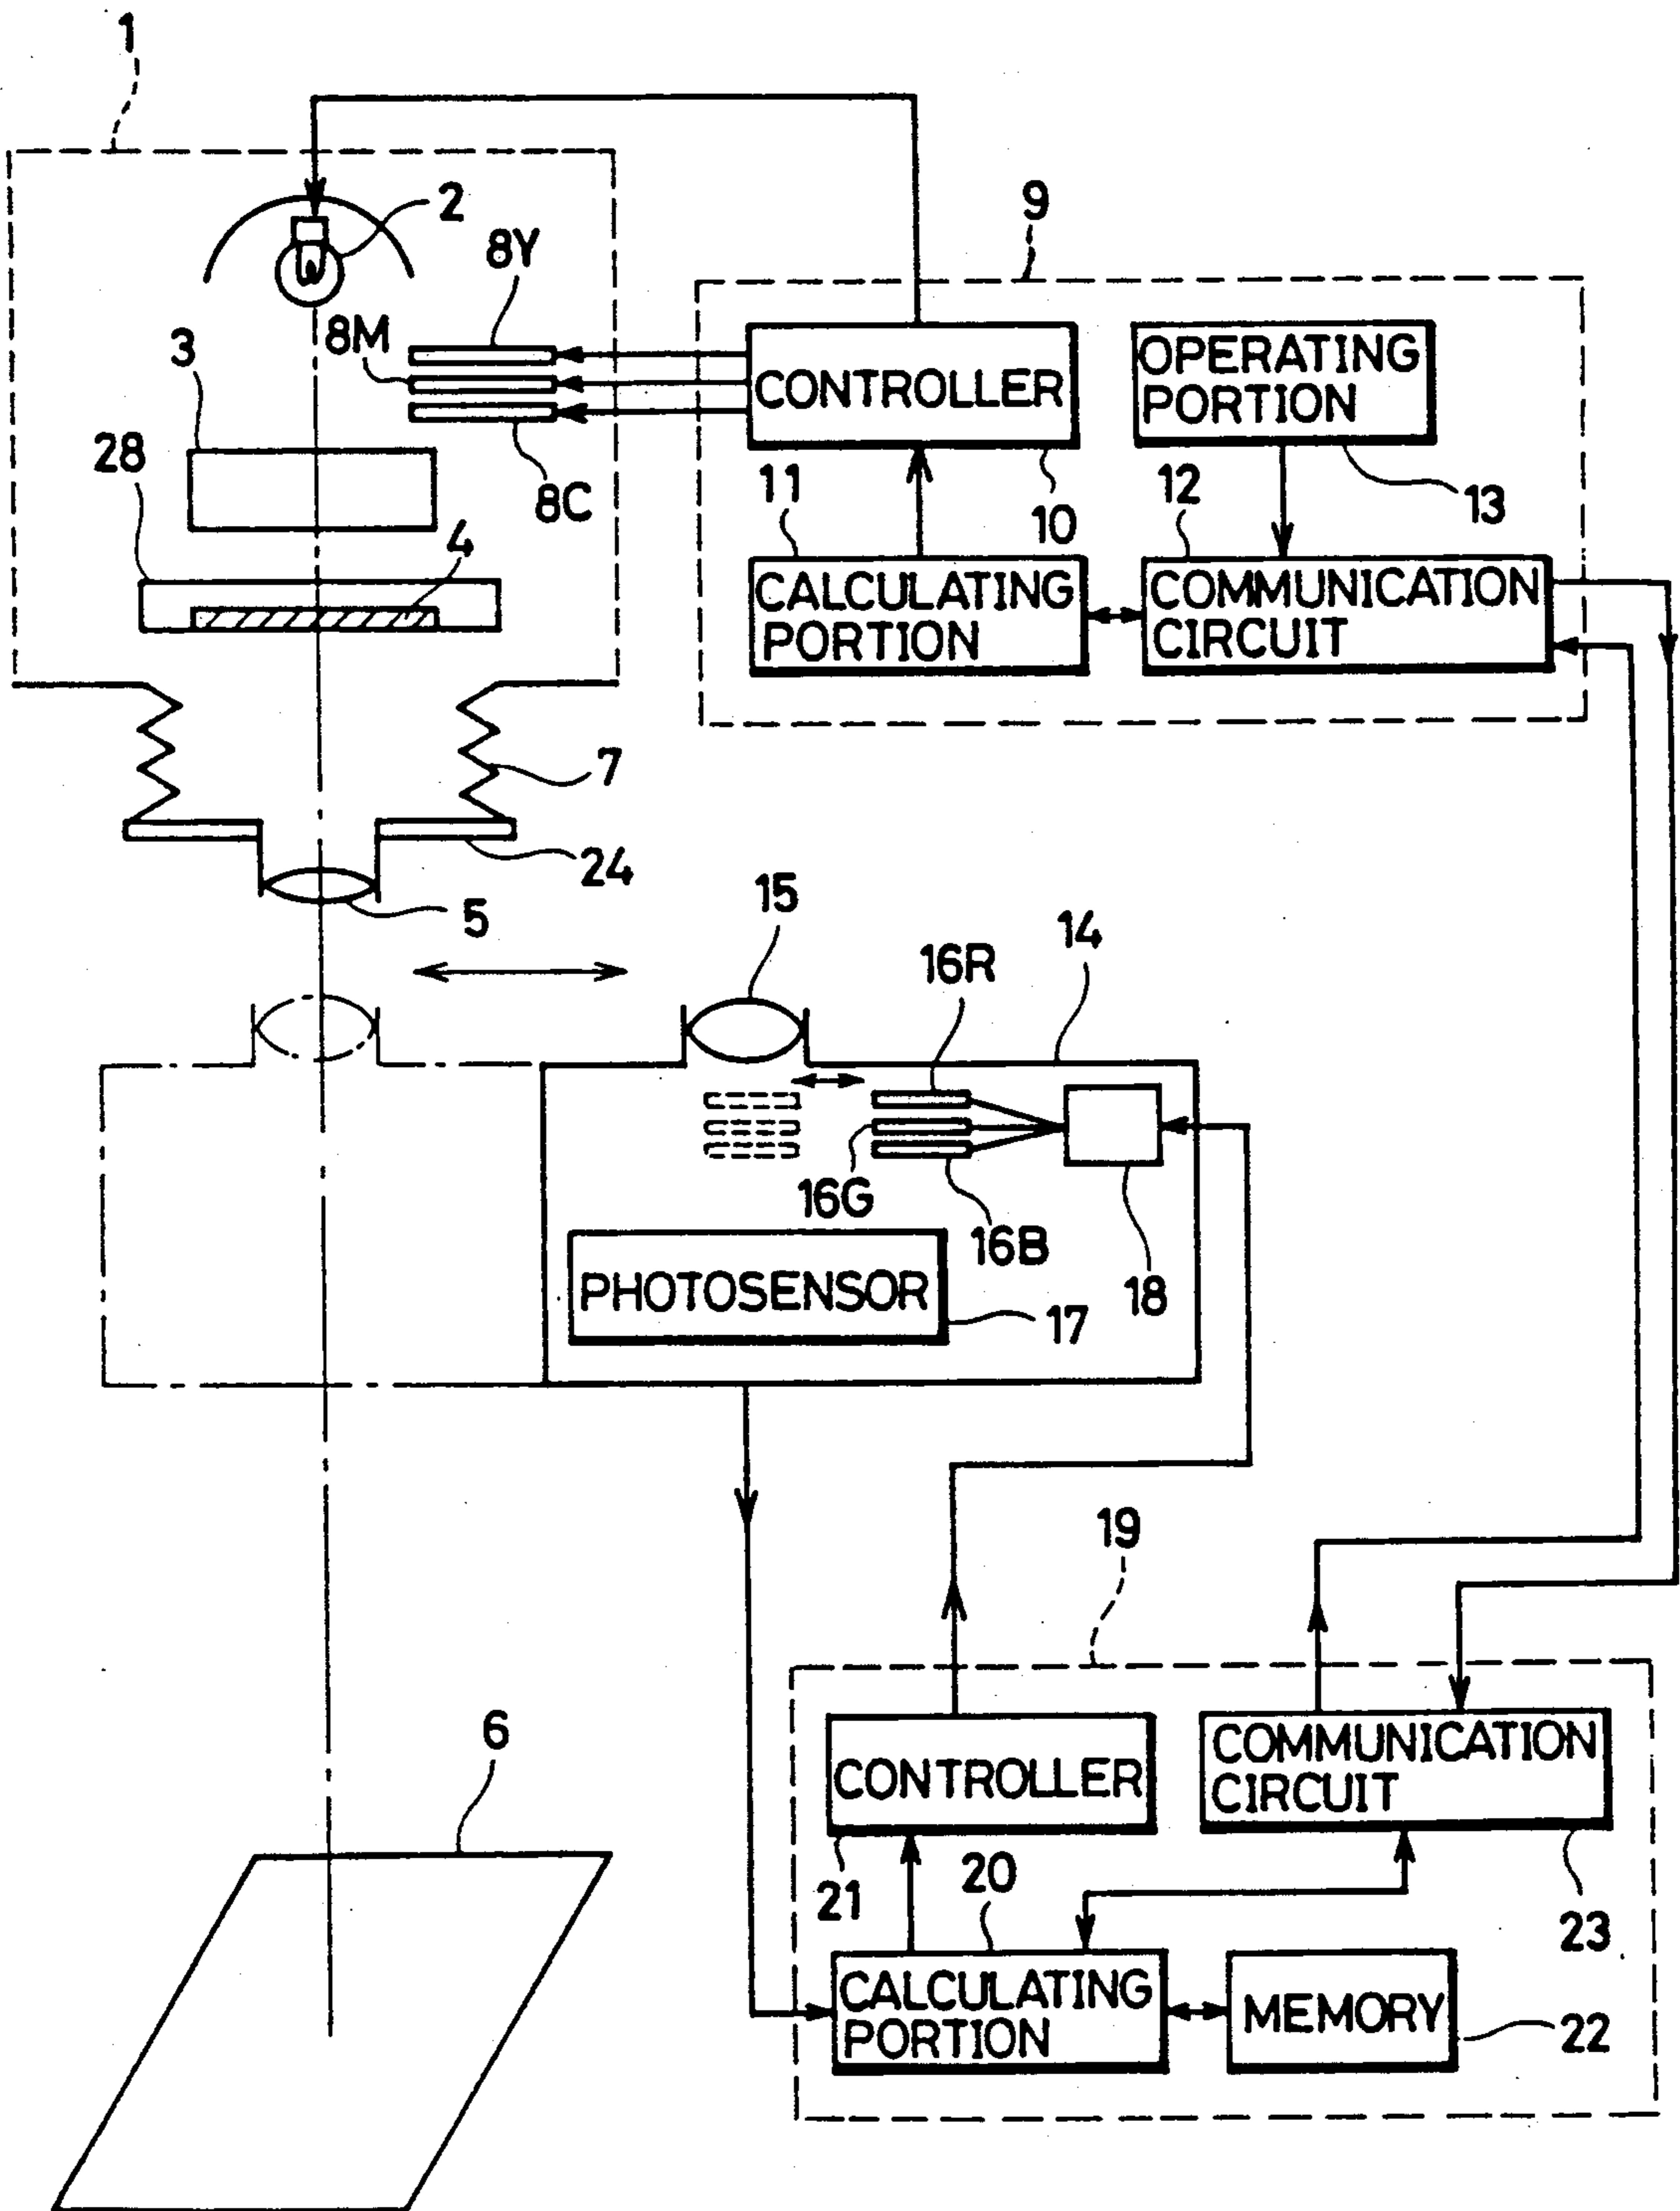 1
2
9
8Y
8M
3
CONTROLLER
OPERATING
PORTION
28
8C
11
10
12
13
4
CALCULATING
PORTION
COMMUNICATION
CIRCUIT
7
24
5
15
14
16R
16G
16B
18
PHOTOSENSOR
17
19
6
CONTROLLER
COMMUNICATION
CIRCUIT
21
20
23
CALCULATING
PORTION
MEMORY
22